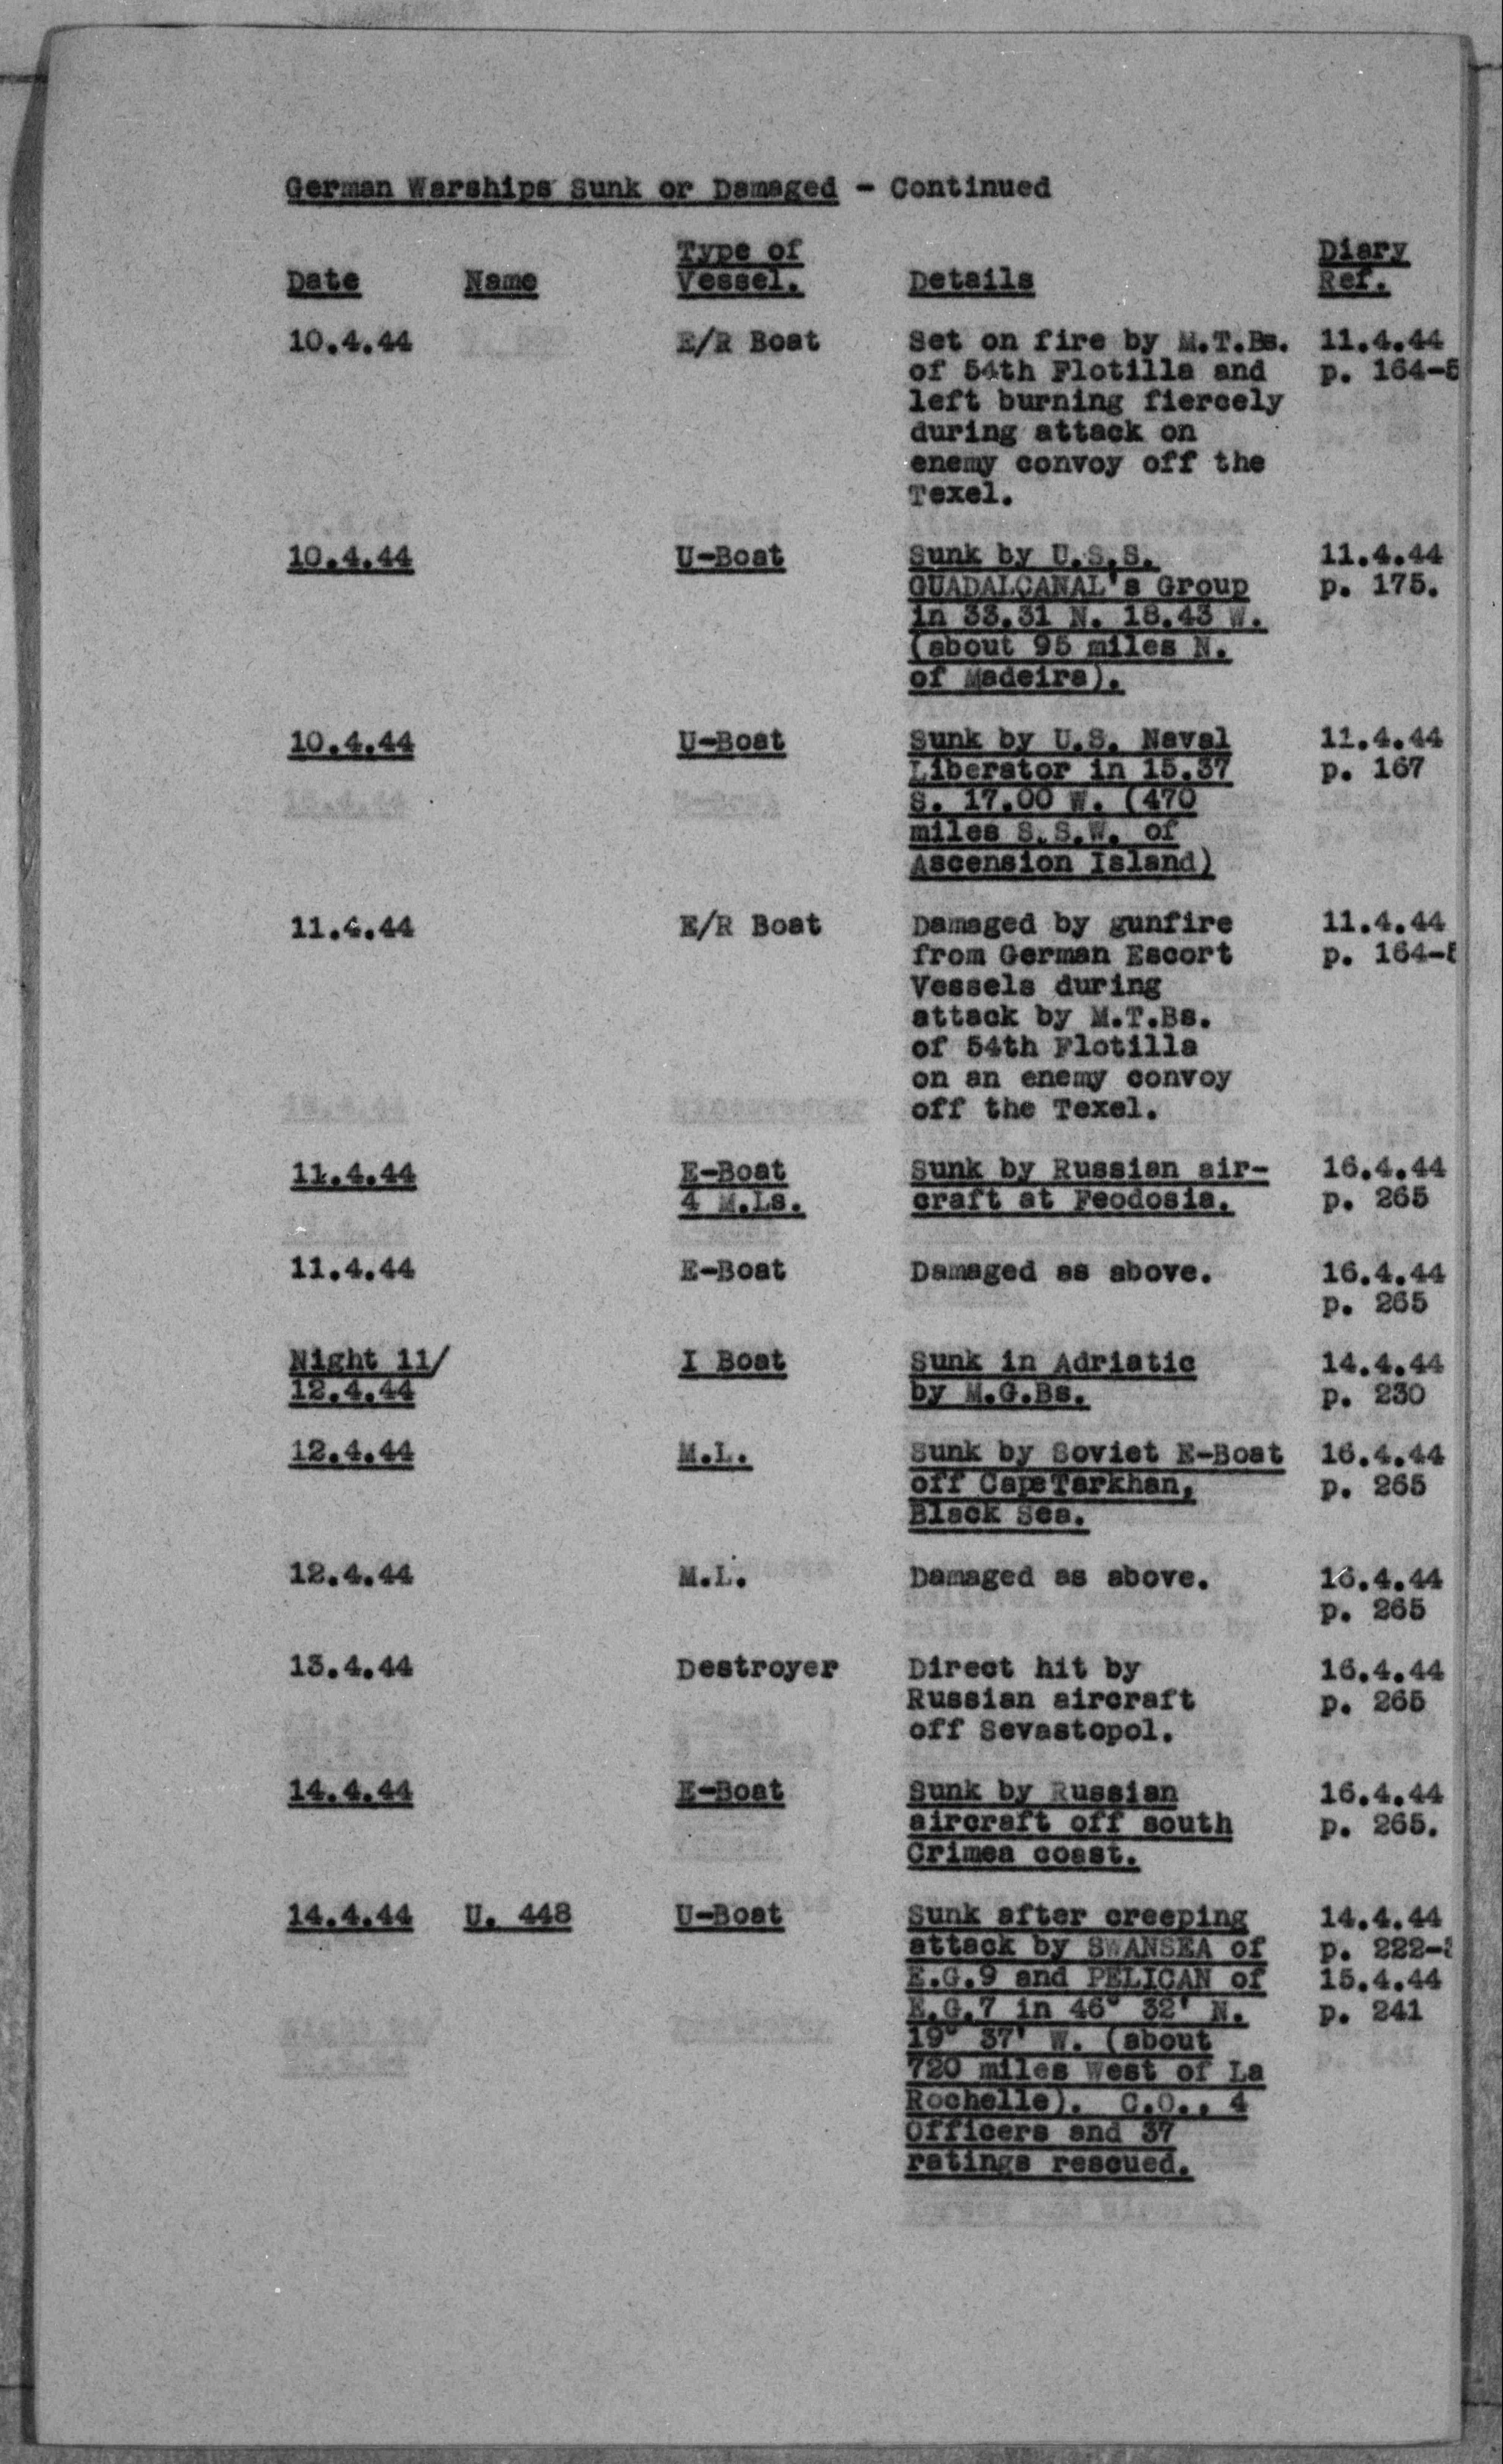 German Warships Sunk or Damaged - Continued
Date Name Type of Vessel. Details Diary Ref.
10.4.44 E/R Boat Set on fire by M.T.Bs. 11.4.44
of 54th Flotilla and p. 164-5
left burning fiercely
during attack on
enemy convoy off the
Texel.
10.4.44 U-Boat Sunk by U.S.S. 11.4.44
GUADALCANAL's Group p. 175.
in 33.31 N. 18.43 W.
(about 95 miles N.
of Madeira).
10.4.44 U-Boat Sunk by U.S. Naval 11.4.44
Liberator in 15.37 p. 167
S. 17.00 W. (470
miles S.S.W. of
Ascension Island)
11.4.44 E/R Boat Damaged by gunfire 11.4.44
from German Escort p. 164-5
Vessels during
attack by M.T.Bs.
of 54th Flotilla
on an enemy convoy
off the Texel.
11.4.44 E-Boat Sunk by Russian air- 16.4.44
4 M.Ls. craft at Feodosia. p. 265
11.4.44 E-Boat Damaged as above. 16.4.44
p. 265
Night 11/ I Boat Sunk in Adriatic 14.4.44
12.4.44 by M.G.Bs. p. 230
12.4.44 M.L. Sunk by Soviet E-Boat 16.4.44
off Cape Tarkhan, p. 265
Black Sea.
12.4.44 M.L. Damaged as above. 16.4.44
p. 265
13.4.44 Destroyer Direct hit by 16.4.44
Russian aircraft p. 265
off Sevastopol.
14.4.44 E-Boat Sunk by Russian 16.4.44
aircraft off south p. 265.
Crimea coast.
14.4.44 U. 448 U-Boat Sunk after creeping 14.4.44
attack by SWANSEA of p. 222-
E.G.9 and PELICAN of 15.4.44
E.G.7 in 46° 32' N. p. 241
19° 37' W. (about
720 miles West of La
Rochelle). C.O., 4
Officers and 37
ratings rescued.